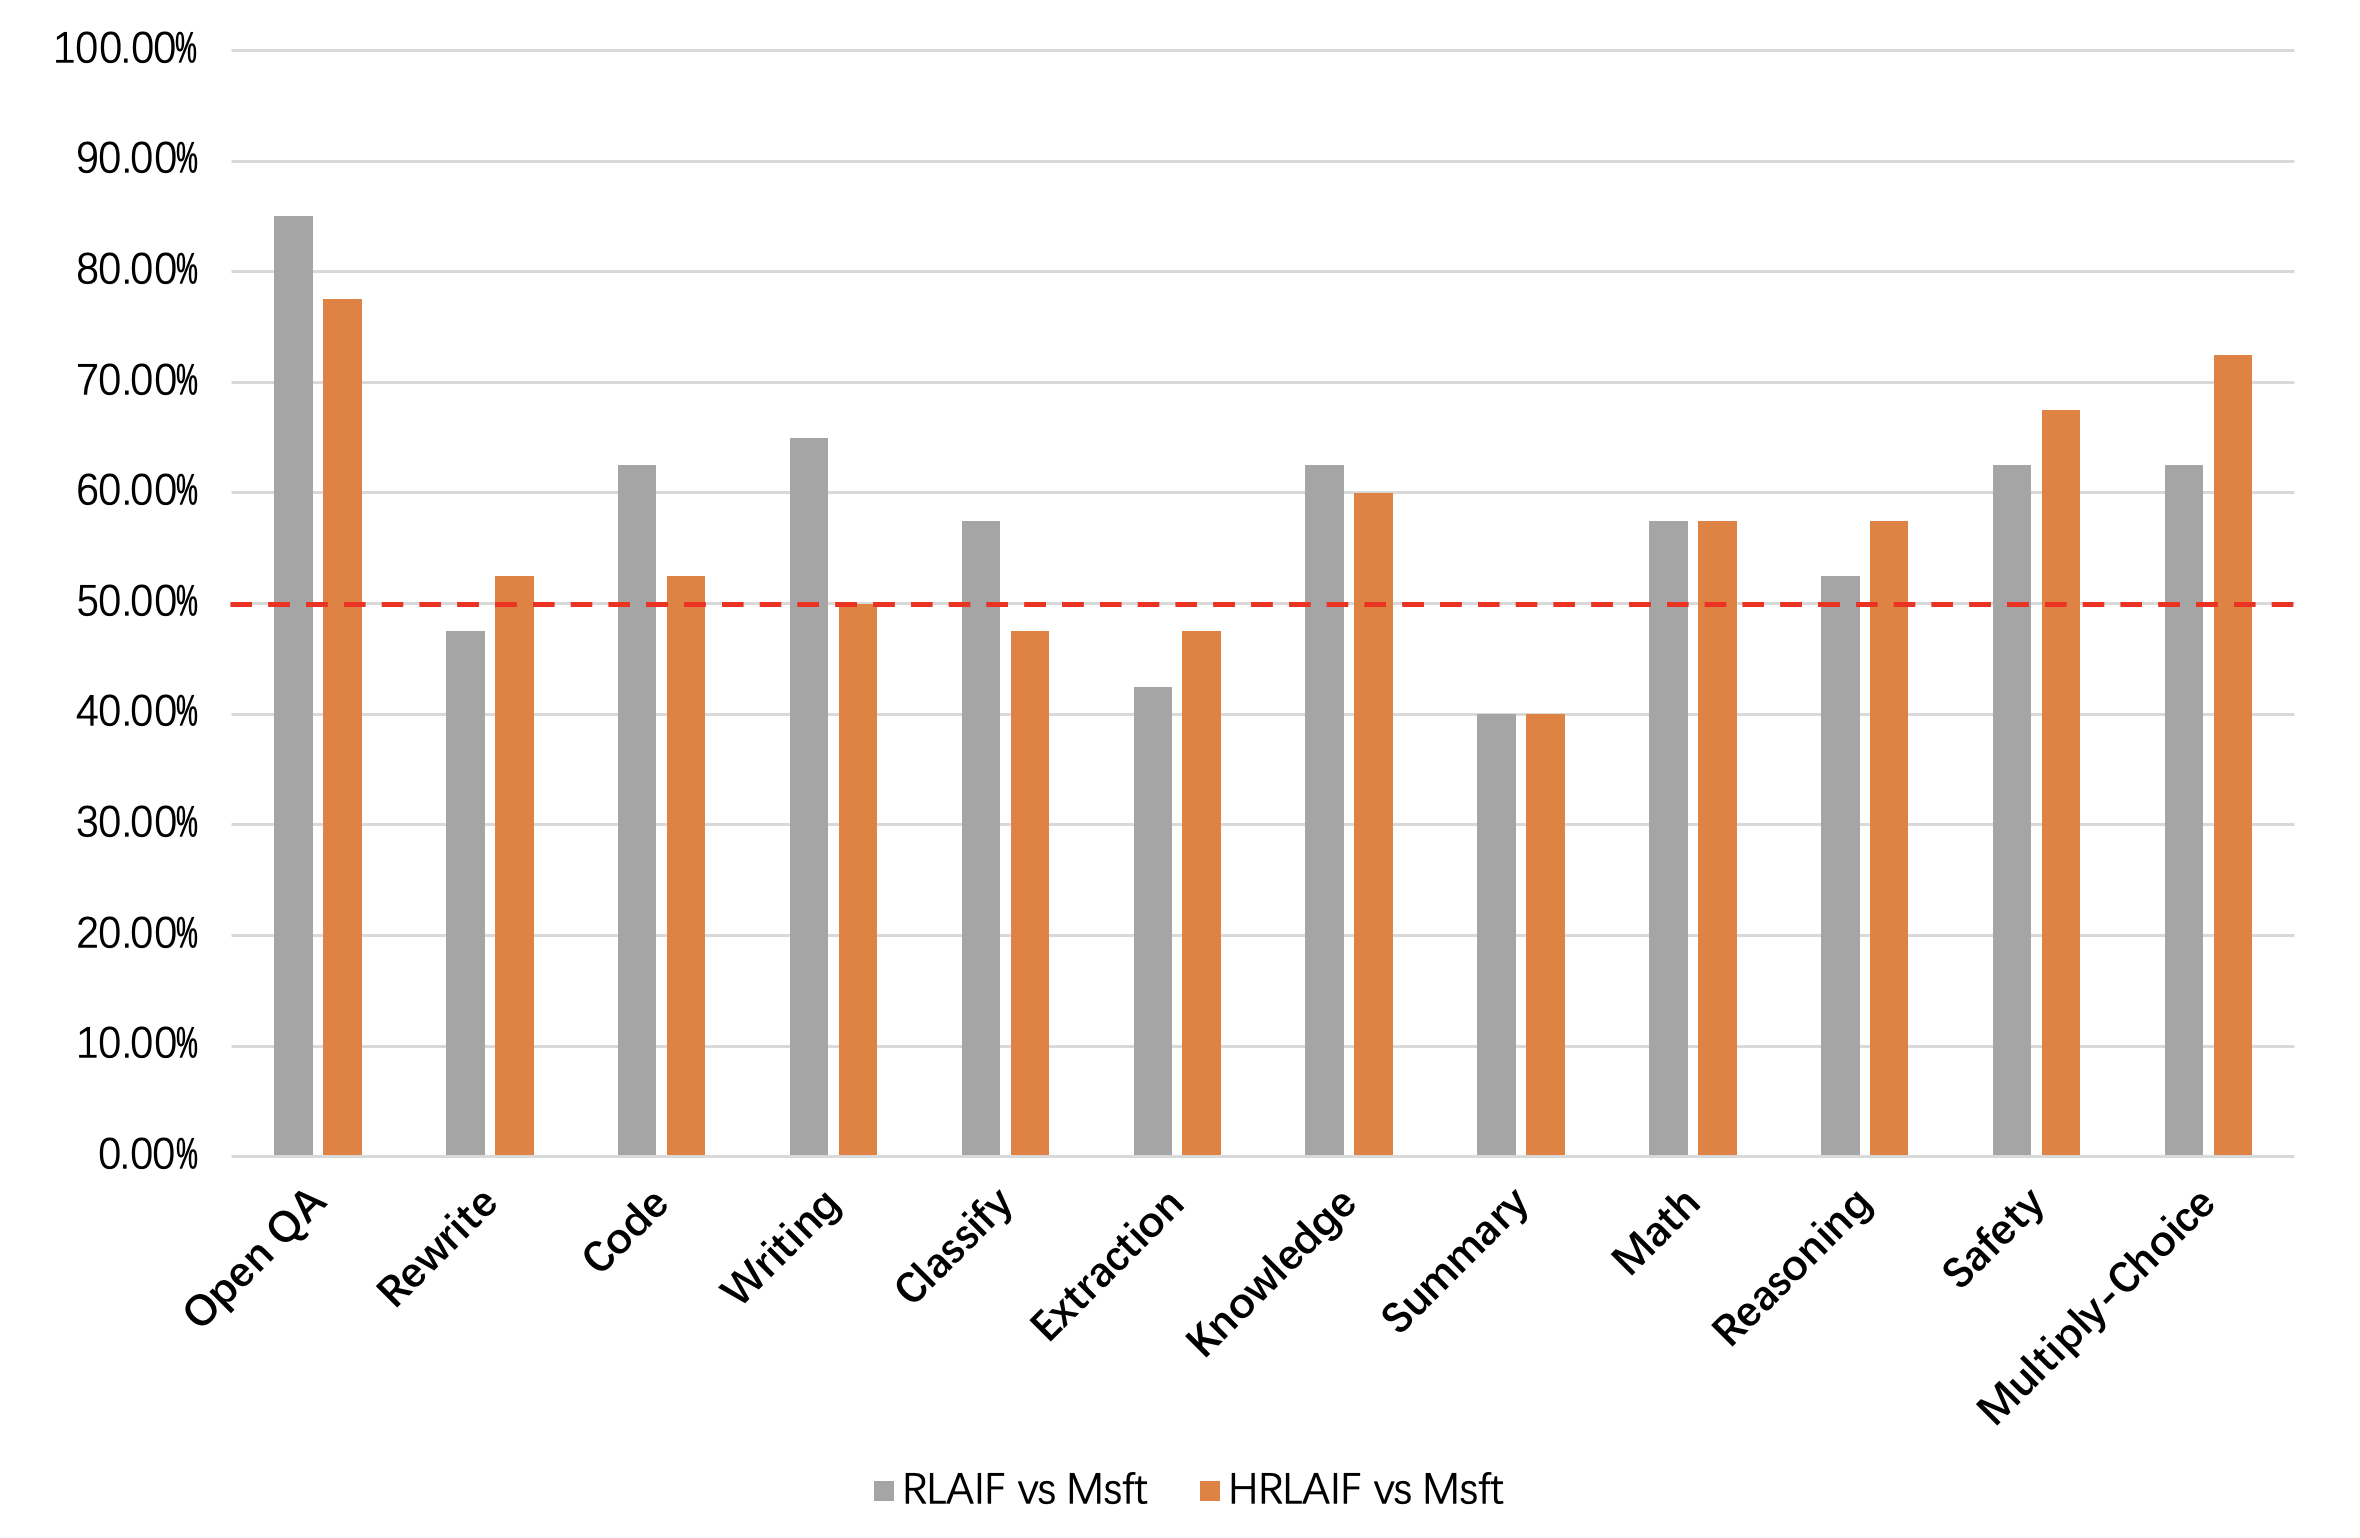 100.00%
90.00%
80.00%
70.00%
60.00%
50.00%
40.00%
30.00%
20.00%
10.00%
0.00%
Open QA
Rewrite
Code
Writing
Classify
Extraction
Knowledge
Summary
Math
Reasoning
Safety
Multiply-Choice
RLAIF vs Msft
HRLAIF vs Msft